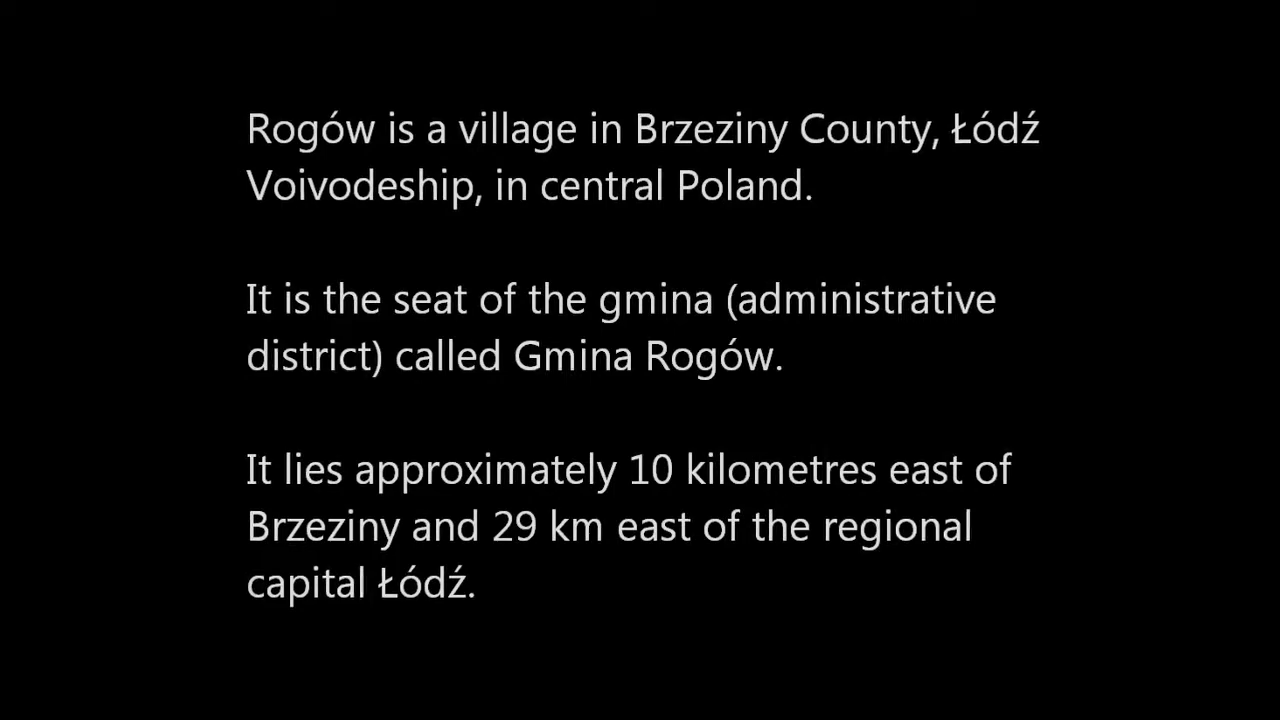 Rogów is a village in Brzeziny County, Łódź
Voivodeship, in central Poland.
It is the seat of the gmina (administrative
district) called Gmina Rogów.
It lies approximately 10 kilometres east of
Brzeziny and 29 km east of the regional
capital Łódź.